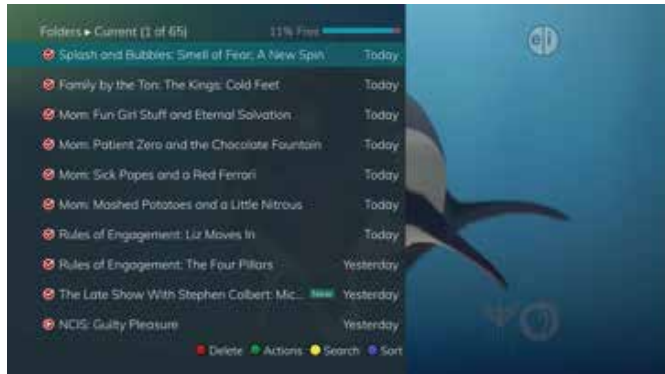 Folders ▸ Current (1 of 65) 11% Free
Splash and Bubbles: Smell of Fear; A New Spin Today
Family by the Ton: The Kings: Cold Feet Today
Mom: Fun Girl Stuff and Eternal Salvation Today
Mom: Patient Zero and the Chocolate Fountain Today
Mom: Sick Popes and a Red Ferrari Today
Mom: Mashed Potatoes and a Little Nitrous Today
Rules of Engagement: Liz Moves In Today
Rules of Engagement: The Four Pillars Yesterday
The Late Show With Stephen Colbert: Mic... New Yesterday
NCIS: Guilty Pleasure Yesterday
Delete Actions Search Sort
e/i